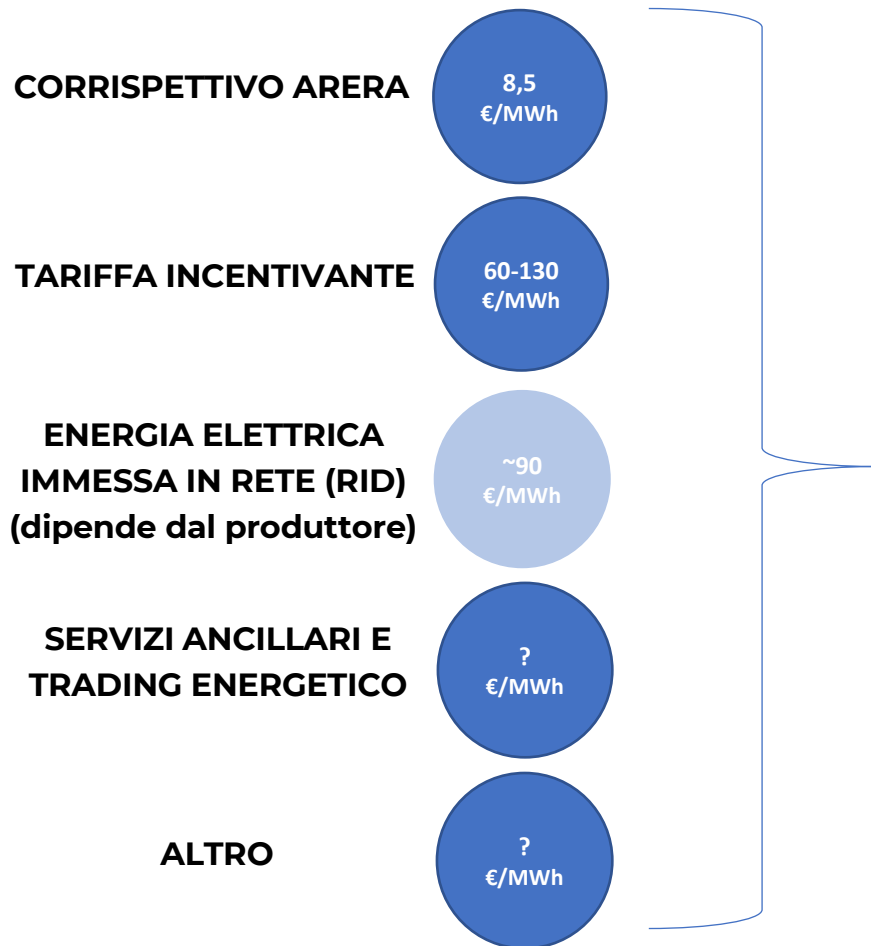 CORRISPETTIVO ARERA
8,5
€/MWh
TARIFFA INCENTIVANTE
60-130
€/MWh
ENERGIA ELETTRICA
IMMESSA IN RETE (RID)
(dipende dal produttore)
~90
€/MWh
SERVIZI ANCILLARI E
TRADING ENERGETICO
?
€/MWh
ALTRO
?
€/MWh